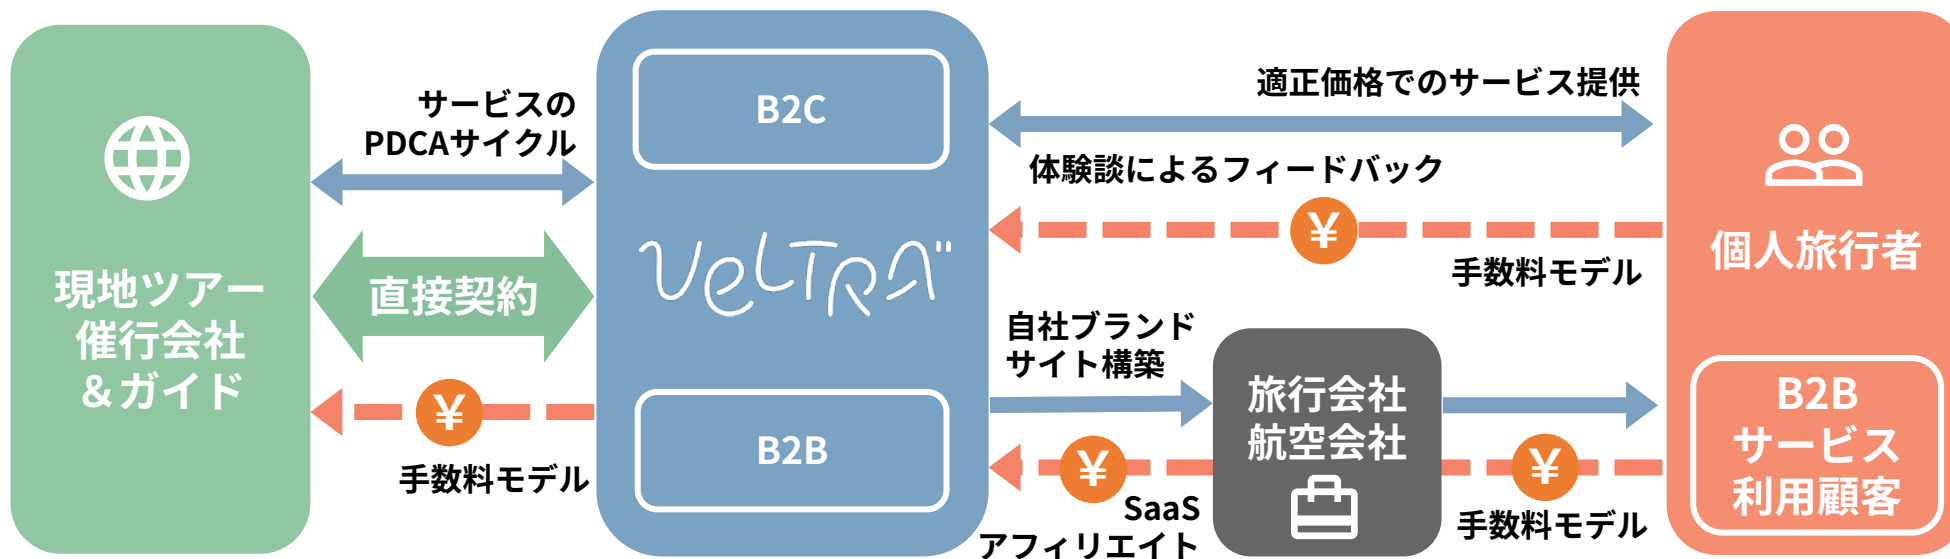 現地ツアー
催行会社
&ガイド
サービスの
PDCAサイクル
直接契約
¥
手数料モデル
B2C
VELTRA
B2B
適正価格でのサービス提供
体験談によるフィードバック
¥
手数料モデル
自社ブランド
サイト構築
¥
SaaS
アフィリエイト
旅行会社
航空会社
¥
手数料モデル
個人旅行者
B2B
サービス
利用顧客